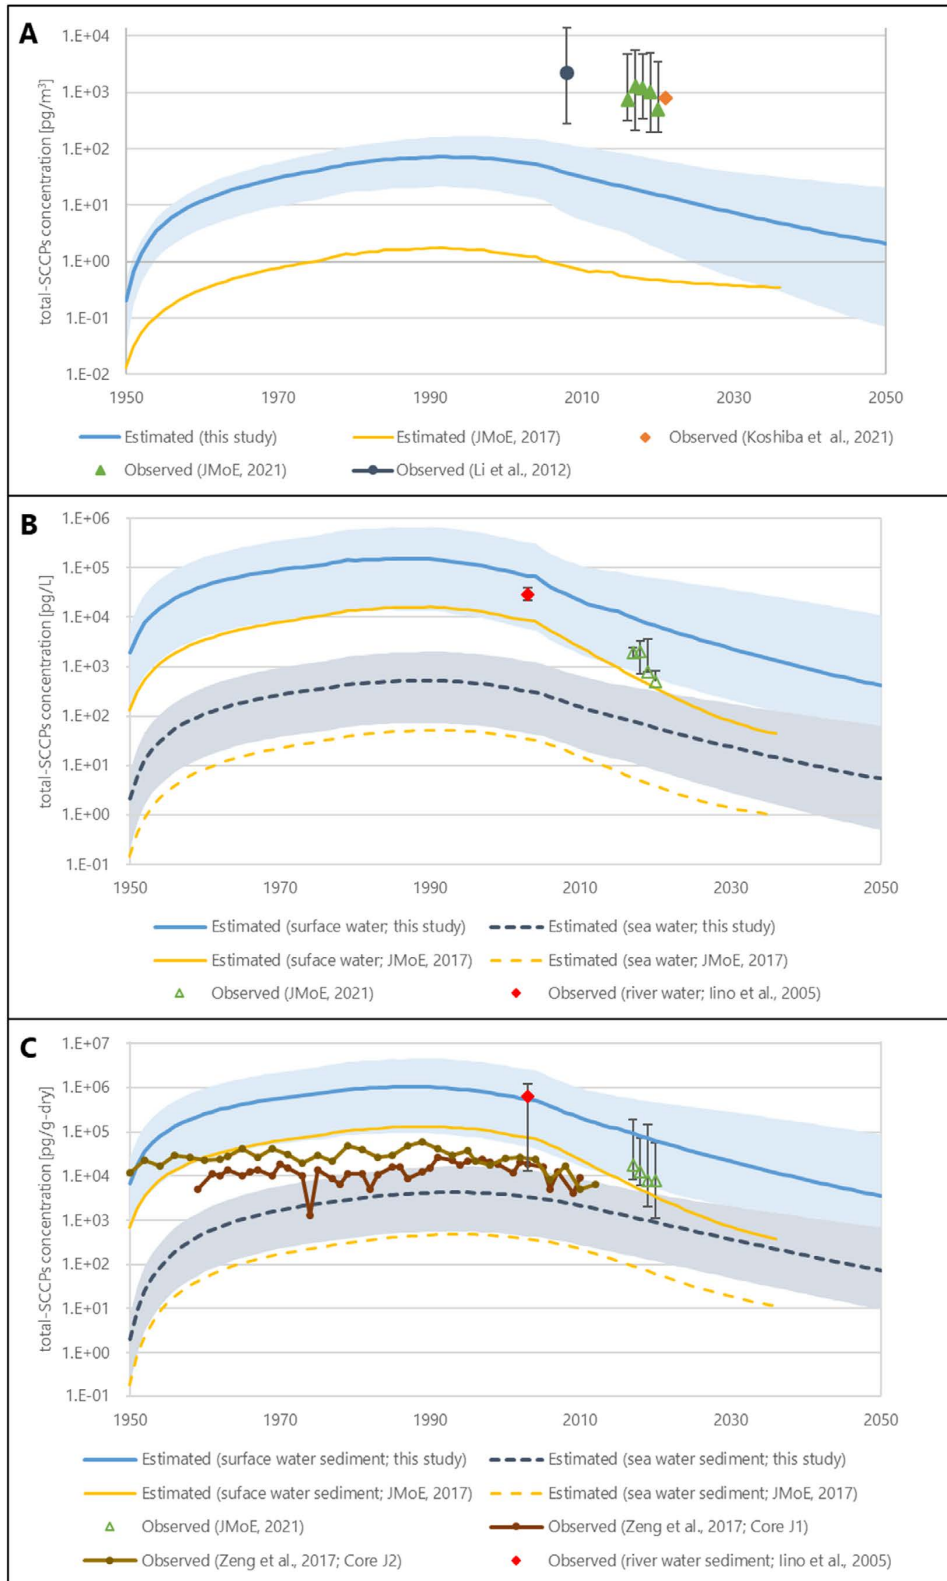 A
total-SCCPs concentration [pg/m³]
1.E+04
1.E+03
1.E+02
1.E+01
1.E+00
1.E-01
1.E-02
1950 1970 1990 2010 2030 2050
Estimated (this study) Estimated (JMoE, 2017) Observed (Koshiba et al., 2021)
Observed (JMoE, 2021) Observed (Li et al., 2012)
B
total-SCCPs concentration [pg/L]
1.E+06
1.E+05
1.E+04
1.E+03
1.E+02
1.E+01
1.E+00
1.E-01
1950 1970 1990 2010 2030 2050
Estimated (surface water; this study) Estimated (sea water; this study)
Estimated (suface water; JMoE, 2017) Estimated (sea water; JMoE, 2017)
Observed (JMoE, 2021) Observed (river water; Iino et al., 2005)
C
total-SCCPs concentration [pg/g-dry]
1.E+07
1.E+06
1.E+05
1.E+04
1.E+03
1.E+02
1.E+01
1.E+00
1.E-01
1950 1970 1990 2010 2030 2050
Estimated (surface water sediment; this study) Estimated (sea water sediment; this study)
Estimated (suface water sediment; JMoE, 2017) Estimated (sea water sediment; JMoE, 2017)
Observed (JMoE, 2021) Observed (Zeng et al., 2017; Core J1)
Observed (Zeng et al., 2017; Core J2) Observed (river water sediment; Iino et al., 2005)